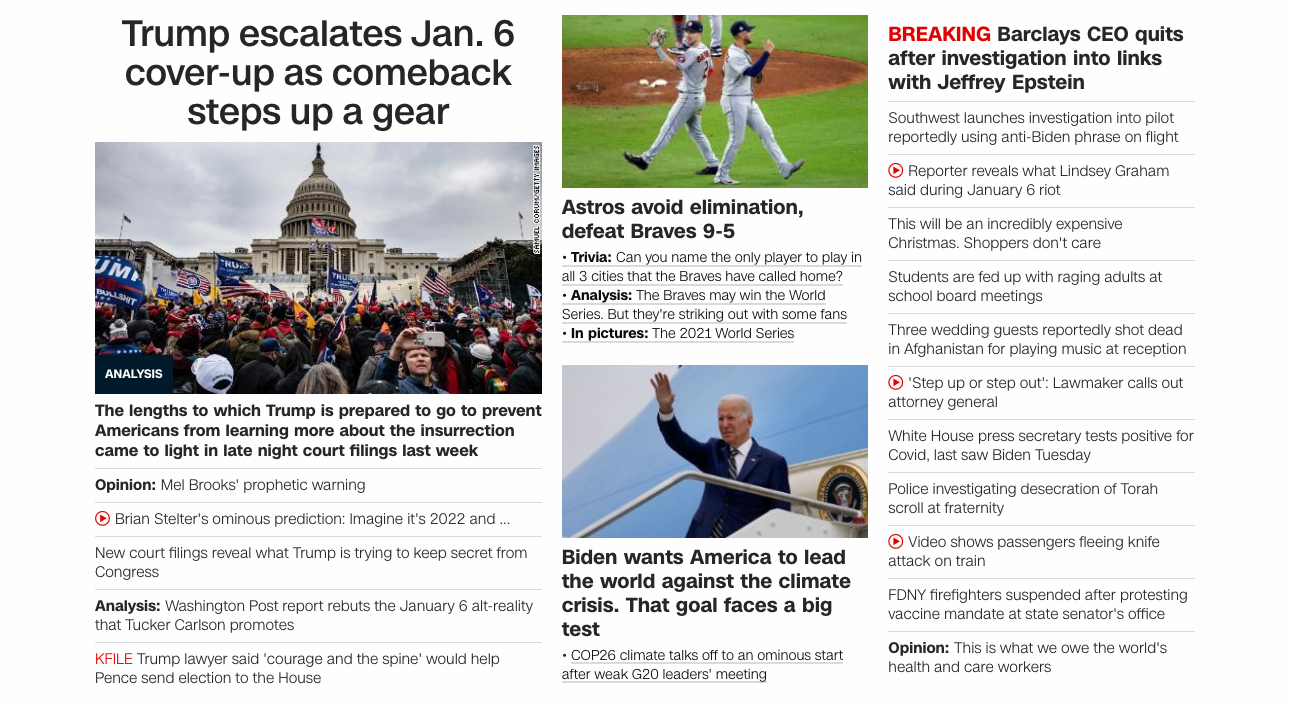 Trump escalates Jan. 6
cover-up as comeback
steps up a gear
SAMUEL CORUM/GETTY IMAGES
TRUMP
ANALYSIS
The lengths to which Trump is prepared to go to prevent
Americans from learning more about the insurrection
came to light in late night court filings last week
Opinion: Mel Brooks' prophetic warning
Brian Stelter's ominous prediction: Imagine it's 2022 and ...
New court filings reveal what Trump is trying to keep secret from
Congress
Analysis: Washington Post report rebuts the January 6 alt-reality
that Tucker Carlson promotes
KFILE Trump lawyer said 'courage and the spine' would help
Pence send election to the House
Astros avoid elimination,
defeat Braves 9-5
• Trivia: Can you name the only player to play in
all 3 cities that the Braves have called home?
• Analysis: The Braves may win the World
Series. But they're striking out with some fans
• In pictures: The 2021 World Series
Biden wants America to lead
the world against the climate
crisis. That goal faces a big
test
• COP26 climate talks off to an ominous start
after weak G20 leaders' meeting
BREAKING Barclays CEO quits
after investigation into links
with Jeffrey Epstein
Southwest launches investigation into pilot
reportedly using anti-Biden phrase on flight
Reporter reveals what Lindsey Graham
said during January 6 riot
This will be an incredibly expensive
Christmas. Shoppers don't care
Students are fed up with raging adults at
school board meetings
Three wedding guests reportedly shot dead
in Afghanistan for playing music at reception
'Step up or step out': Lawmaker calls out
attorney general
White House press secretary tests positive for
Covid, last saw Biden Tuesday
Police investigating desecration of Torah
scroll at fraternity
Video shows passengers fleeing knife
attack on train
FDNY firefighters suspended after protesting
vaccine mandate at state senator's office
Opinion: This is what we owe the world's
health and care workers